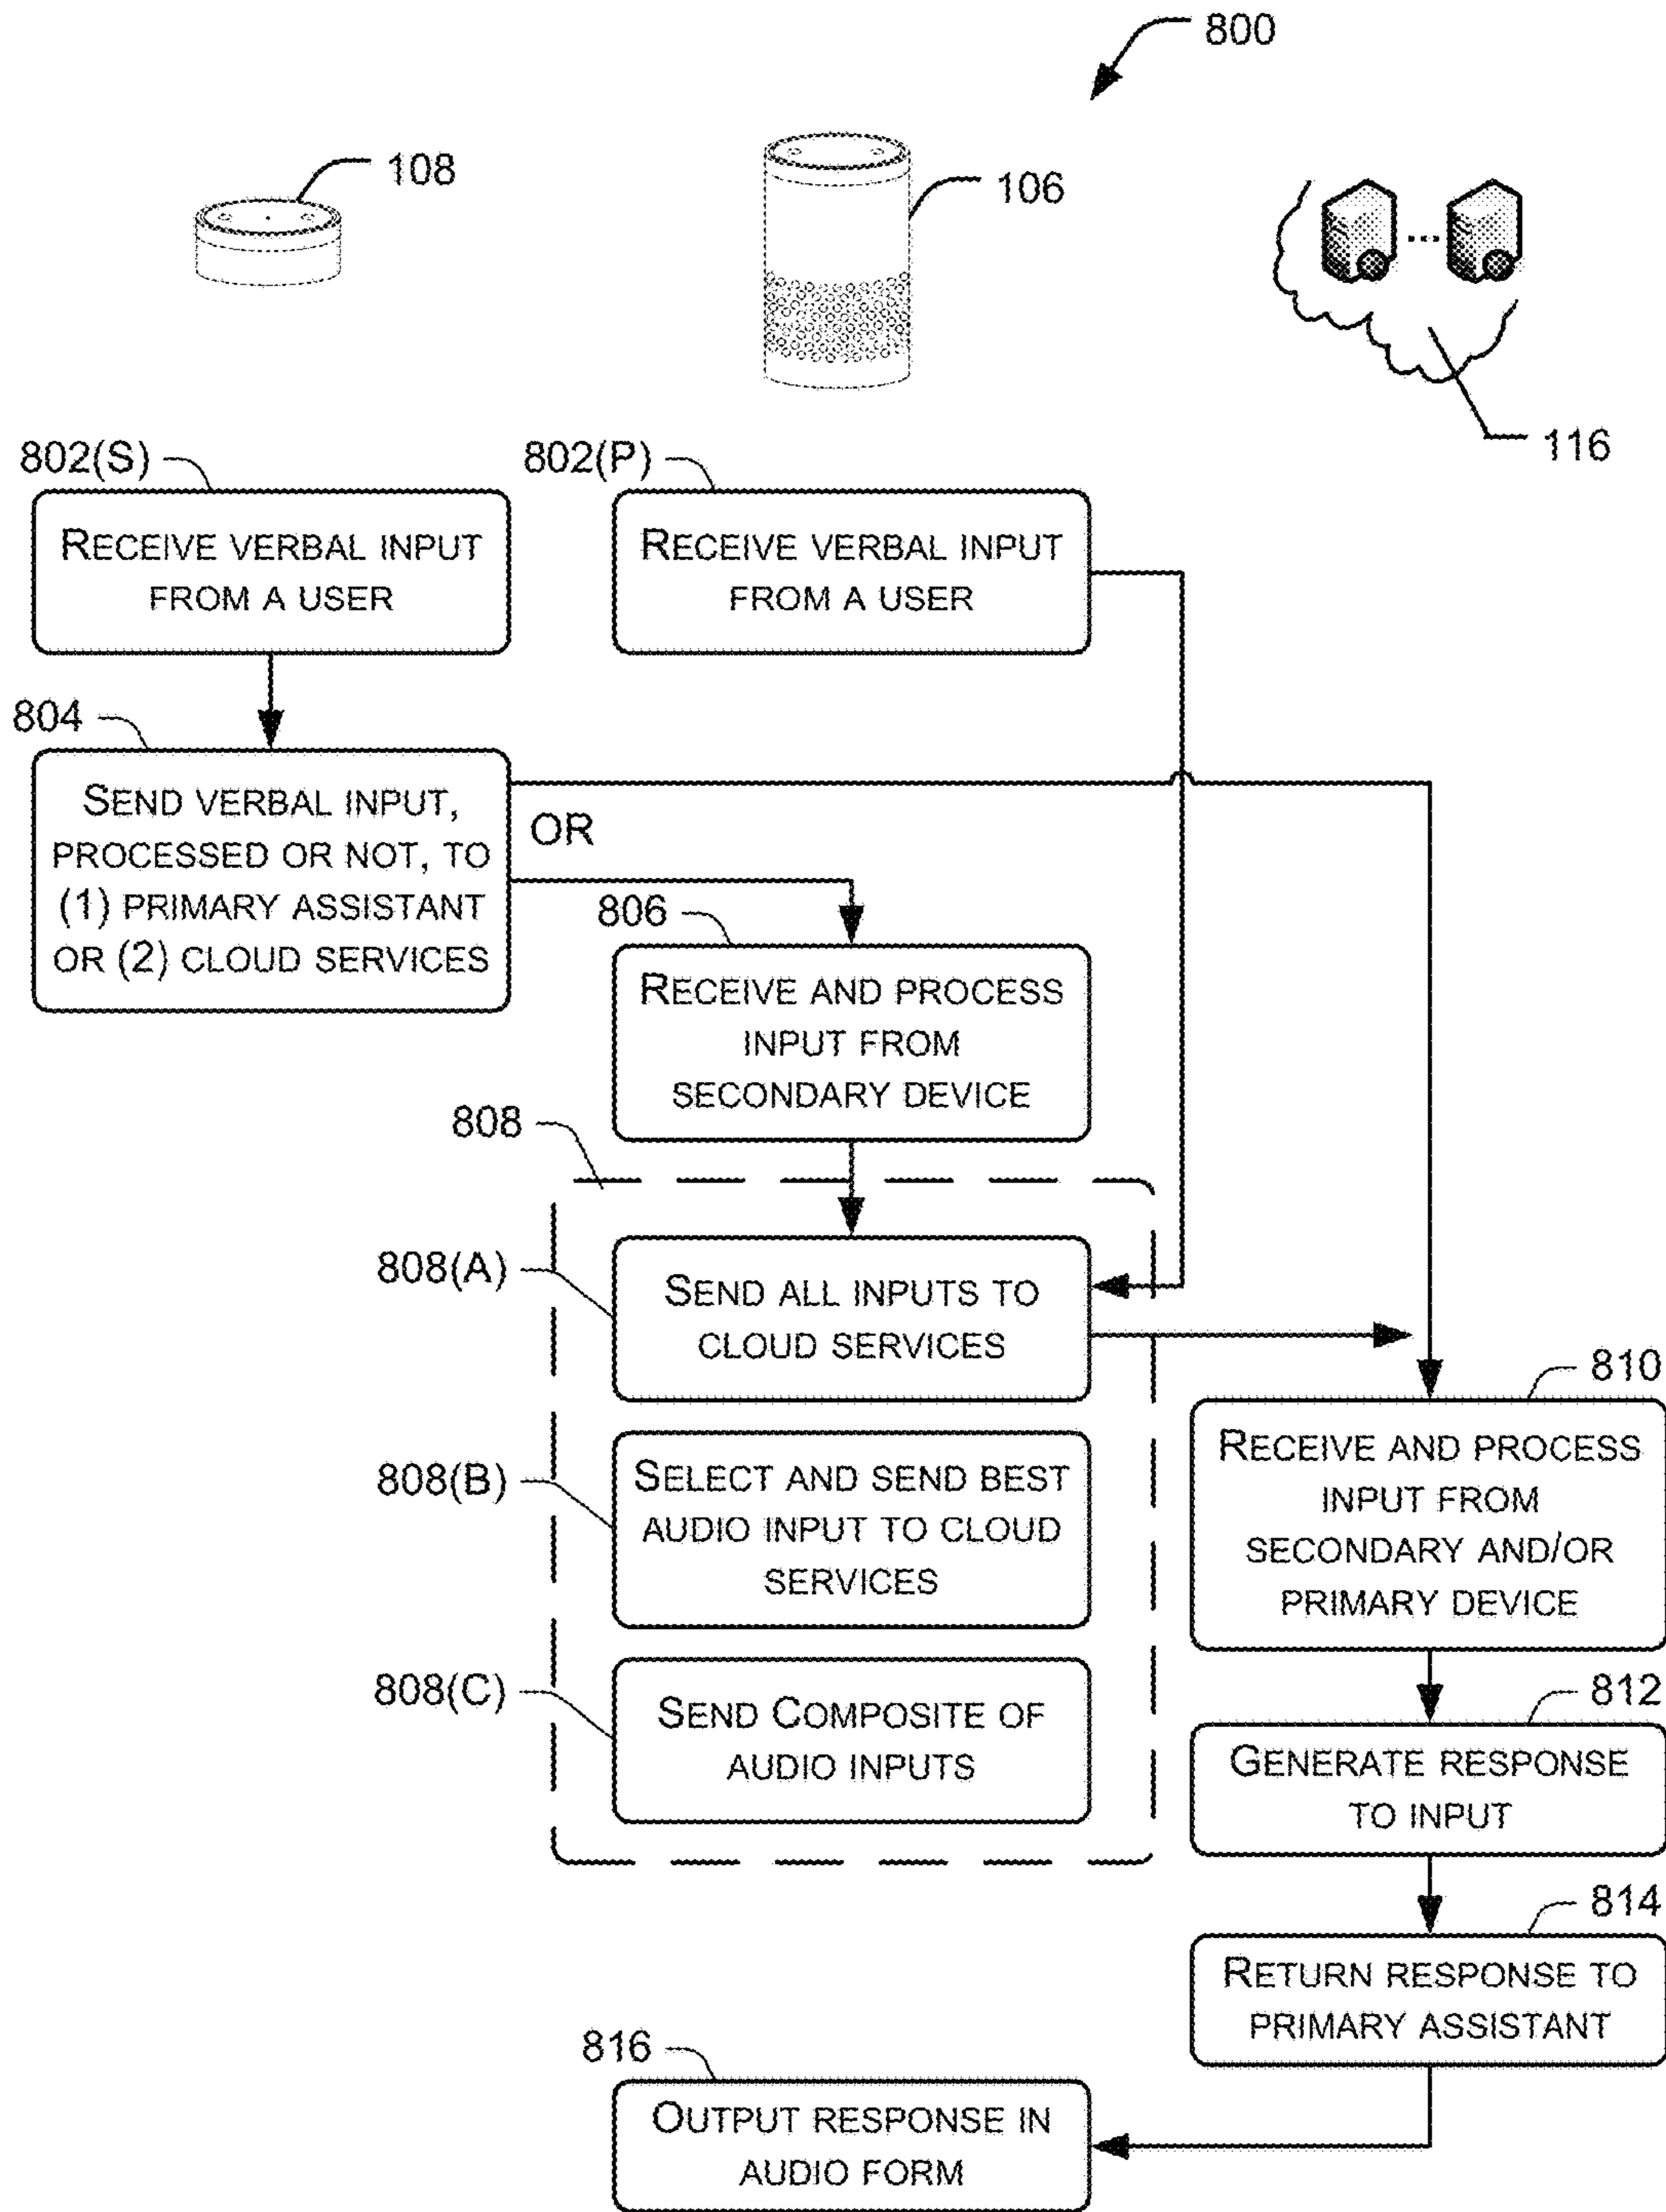 800
108
106
116
802(S)
RECEIVE VERBAL INPUT
FROM A USER
802(P)
RECEIVE VERBAL INPUT
FROM A USER
804
SEND VERBAL INPUT,
PROCESSED OR NOT, TO
(1) PRIMARY ASSISTANT
OR (2) CLOUD SERVICES
OR
806
RECEIVE AND PROCESS
INPUT FROM
SECONDARY DEVICE
808
808(A)
SEND ALL INPUTS TO
CLOUD SERVICES
808(B)
SELECT AND SEND BEST
AUDIO INPUT TO CLOUD
SERVICES
808(C)
SEND COMPOSITE OF
AUDIO INPUTS
810
RECEIVE AND PROCESS
INPUT FROM
SECONDARY AND/OR
PRIMARY DEVICE
812
GENERATE RESPONSE
TO INPUT
814
RETURN RESPONSE TO
PRIMARY ASSISTANT
816
OUTPUT RESPONSE IN
AUDIO FORM